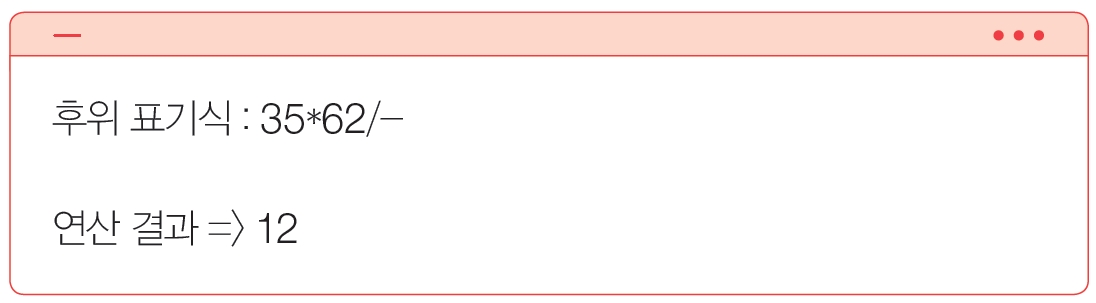 후위 표기식 : 35*62/–
연산 결과 => 12